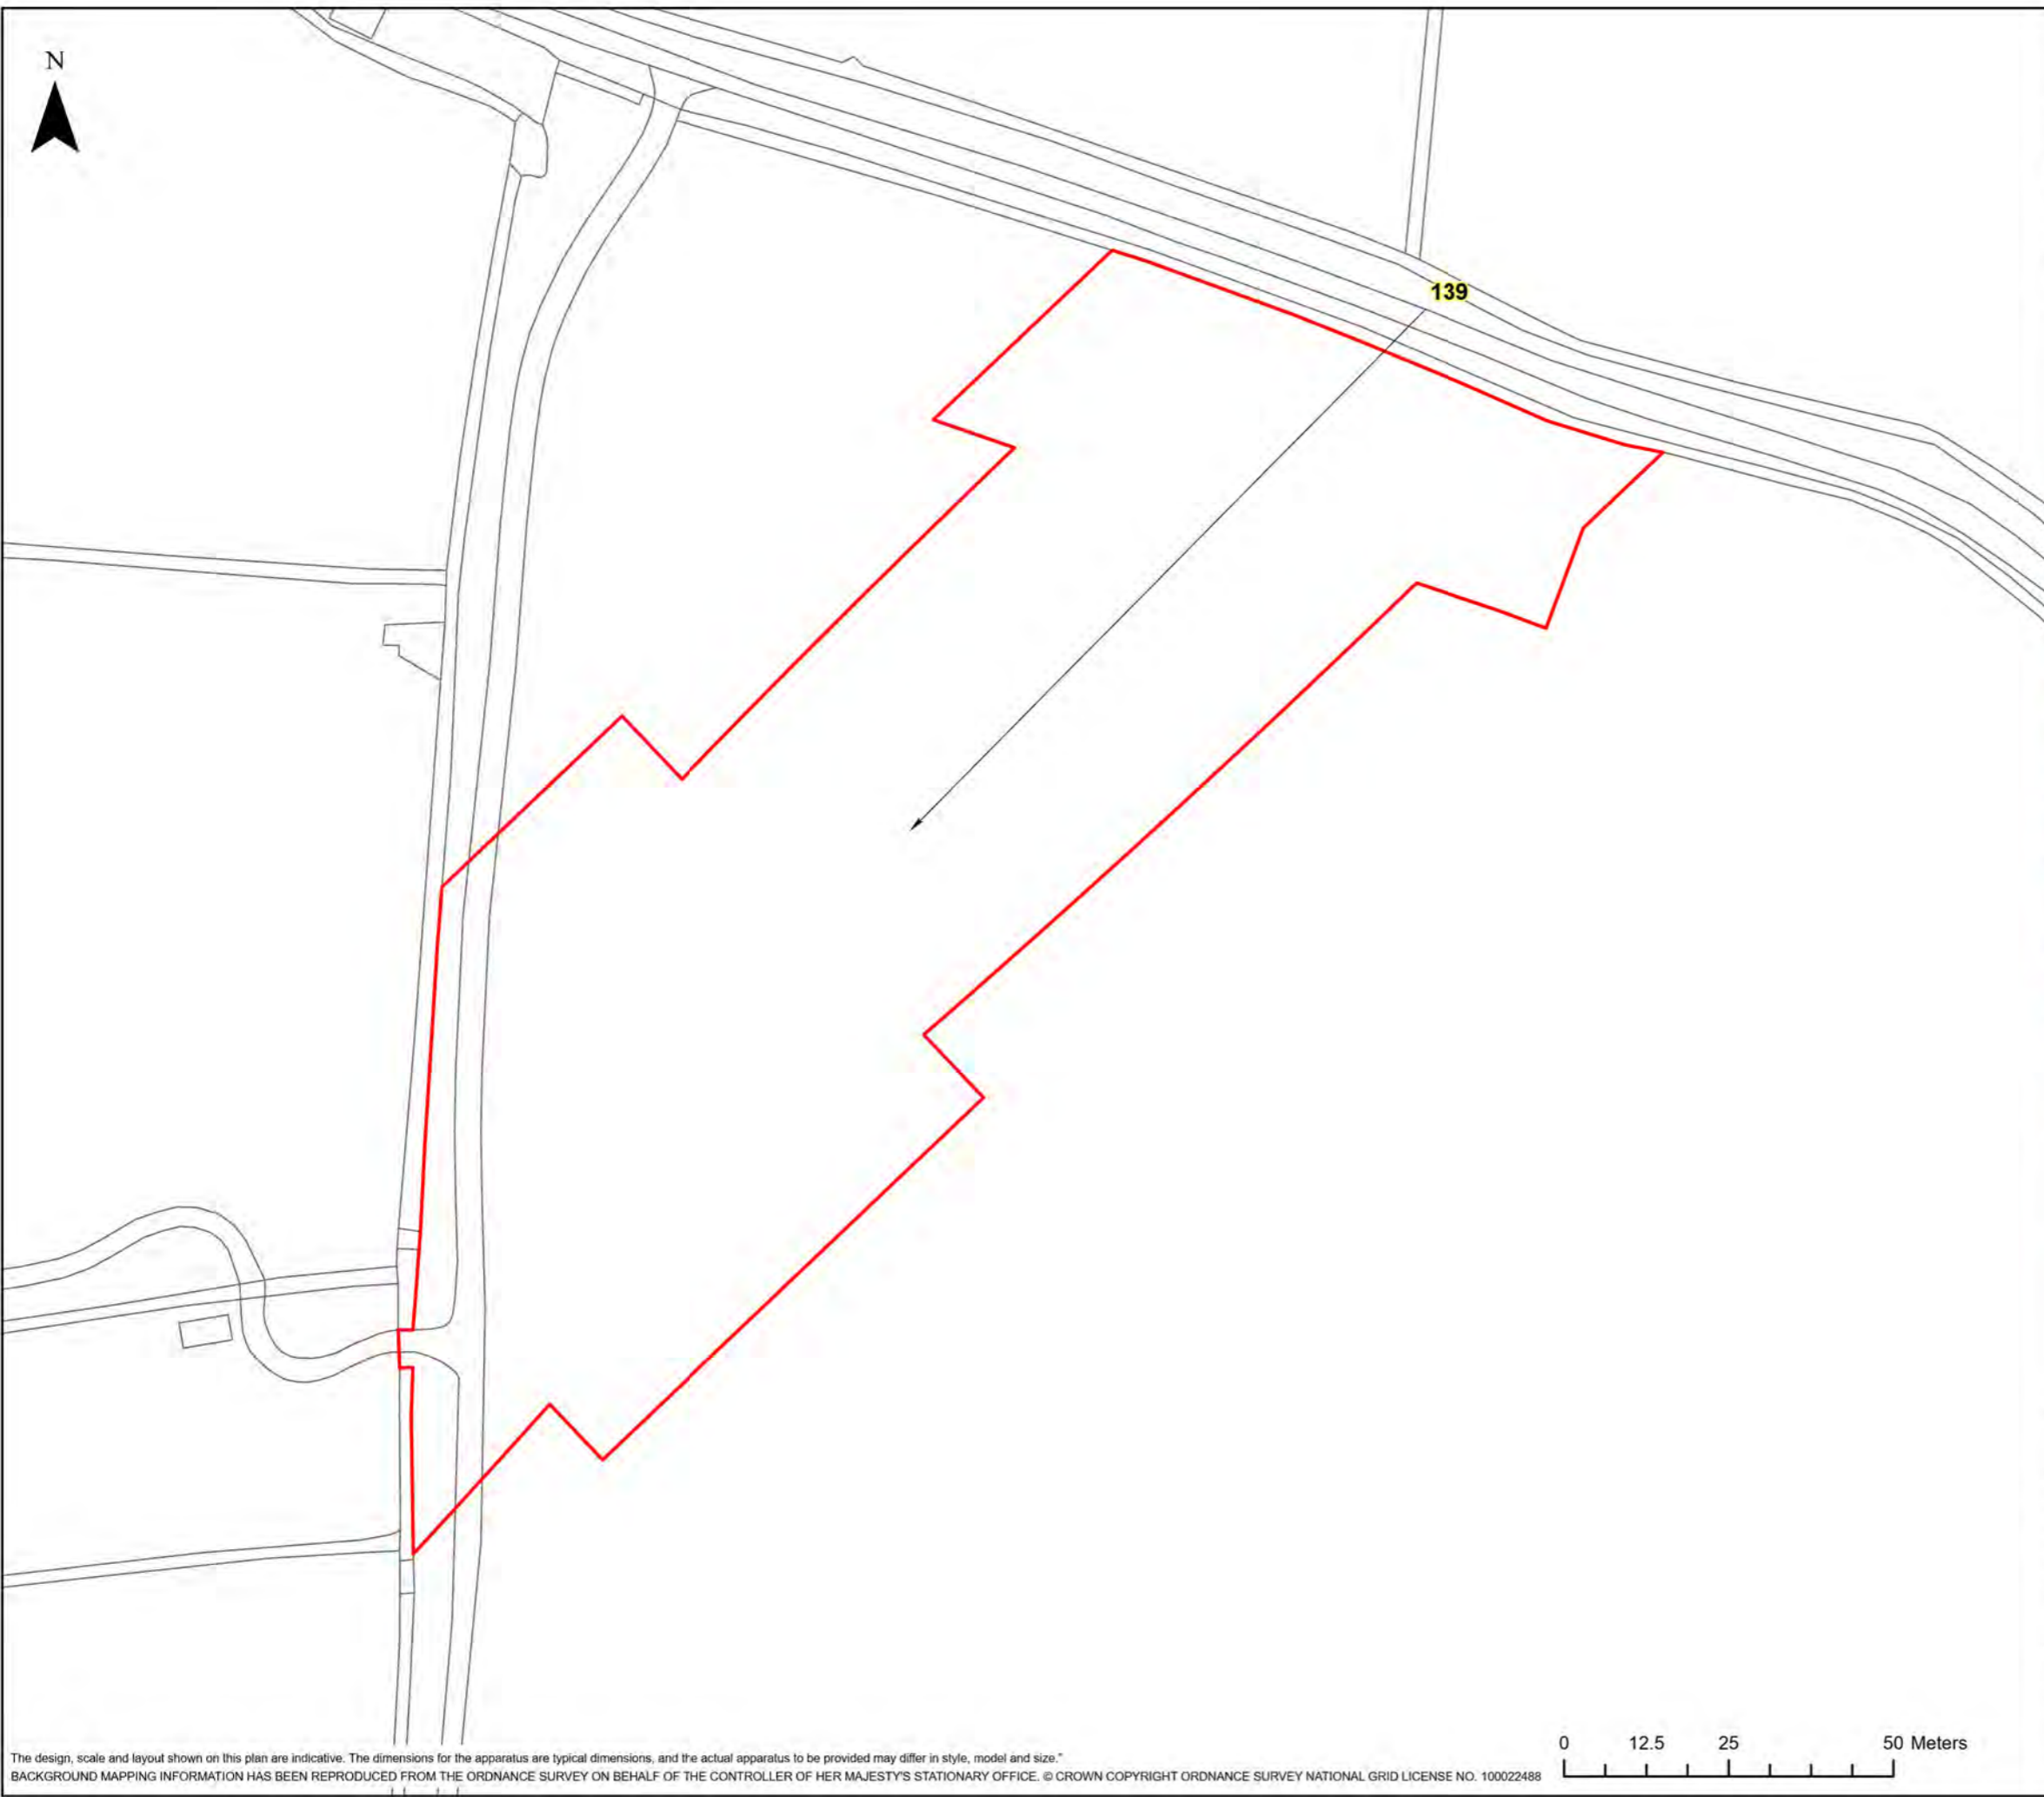 N
139
0 12.5 25 50 Meters
The design, scale and layout shown on this plan are indicative. The dimensions for the apparatus are typical dimensions, and the actual apparatus to be provided may differ in style, model and size."
BACKGROUND MAPPING INFORMATION HAS BEEN REPRODUCED FROM THE ORDNANCE SURVEY ON BEHALF OF THE CONTROLLER OF HER MAJESTY'S STATIONARY OFFICE. © CROWN COPYRIGHT ORDNANCE SURVEY NATIONAL GRID LICENSE NO. 100022488